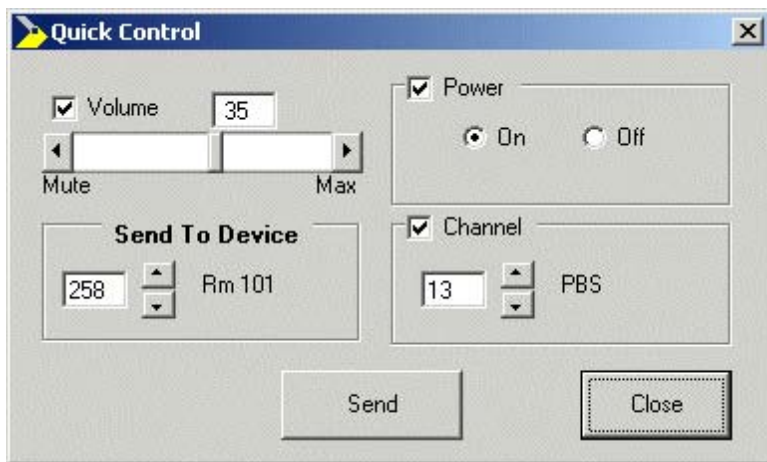 Quick Control
Volume 35
Mute Max
Power
On Off
Send To Device
258 Rm 101
Channel
13 PBS
Send Close